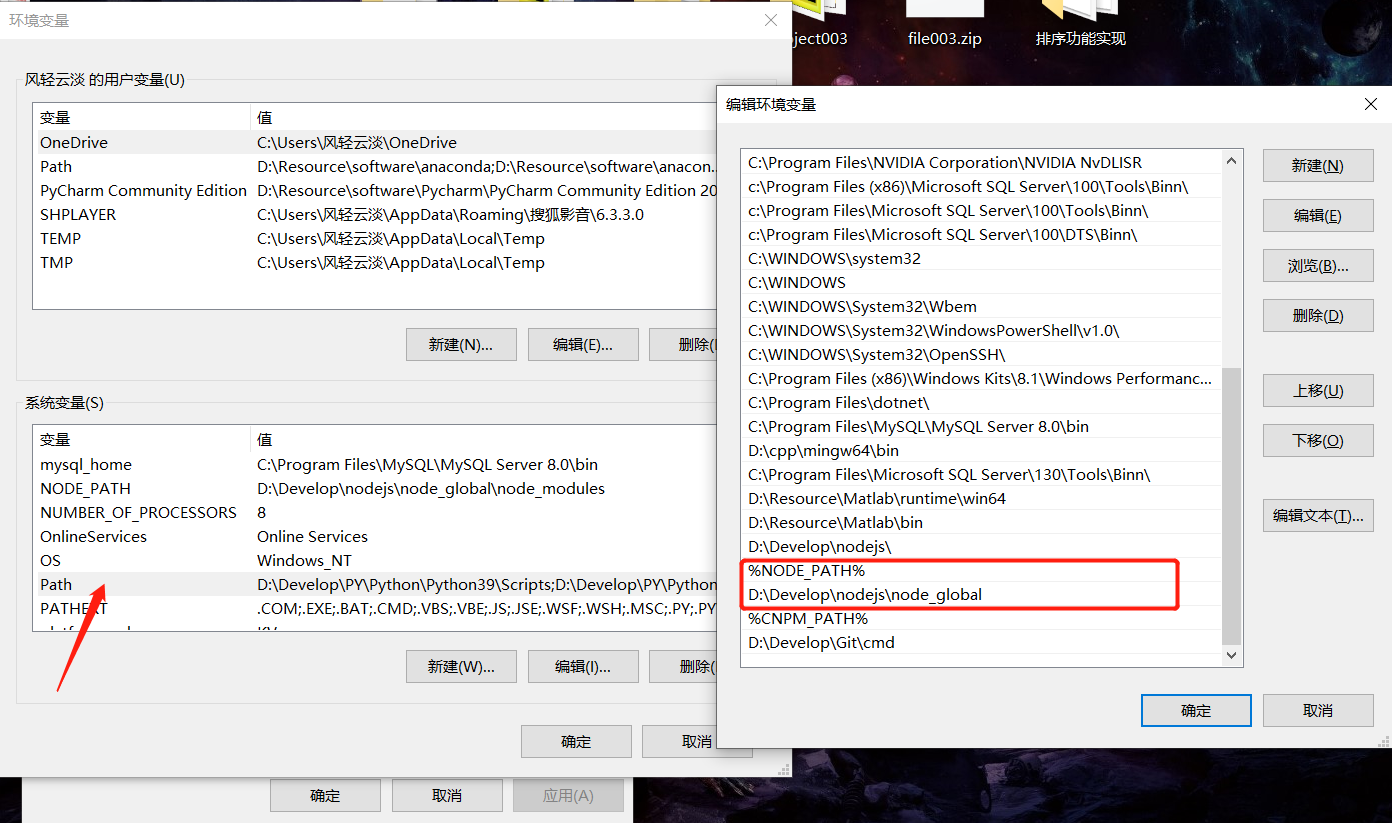 环境变量
风轻云淡 的用户变量(U)
变量 值
OneDrive C:\Users\风轻云淡\OneDrive
Path D:\Resource\software\anaconda;D:\Resource\software\anacon...
PyCharm Community Edition D:\Resource\software\Pycharm\PyCharm Community Edition 20
SHPLAYER C:\Users\风轻云淡\AppData\Roaming\搜狐影音\6.3.3.0
TEMP C:\Users\风轻云淡\AppData\Local\Temp
TMP C:\Users\风轻云淡\AppData\Local\Temp
新建(N)... 编辑(E)... 删除(
系统变量(S)
变量 值
mysql_home C:\Program Files\MySQL\MySQL Server 8.0\bin
NODE_PATH D:\Develop\nodejs\node_global\node_modules
NUMBER_OF_PROCESSORS 8
OnlineServices Online Services
OS Windows_NT
Path D:\Develop\PY\Python\Python39\Scripts;D:\Develop\PY\Python
PATHEXT .COM;.EXE;.BAT;.CMD;.VBS;.VBE;.JS;.JSE;.WSF;.WSH;.MSC;.PY;.PY
新建(W)... 编辑(I)... 删除(
确定 取消
确定 取消 应用(A)
ject003 file003.zip 排序功能实现
编辑环境变量
C:\Program Files\NVIDIA Corporation\NVIDIA NvDLISR
c:\Program Files (x86)\Microsoft SQL Server\100\Tools\Binn\
c:\Program Files\Microsoft SQL Server\100\Tools\Binn\
c:\Program Files\Microsoft SQL Server\100\DTS\Binn\
C:\WINDOWS\system32
C:\WINDOWS
C:\WINDOWS\System32\Wbem
C:\WINDOWS\System32\WindowsPowerShell\v1.0\
C:\WINDOWS\System32\OpenSSH\
C:\Program Files (x86)\Windows Kits\8.1\Windows Performanc...
C:\Program Files\dotnet\
C:\Program Files\MySQL\MySQL Server 8.0\bin
D:\cpp\mingw64\bin
C:\Program Files\Microsoft SQL Server\130\Tools\Binn\
D:\Resource\Matlab\runtime\win64
D:\Resource\Matlab\bin
D:\Develop\nodejs\
%NODE_PATH%
D:\Develop\nodejs\node_global
%CNPM_PATH%
D:\Develop\Git\cmd
新建(N)
编辑(E)
浏览(B)...
删除(D)
上移(U)
下移(O)
编辑文本(T)...
确定 取消